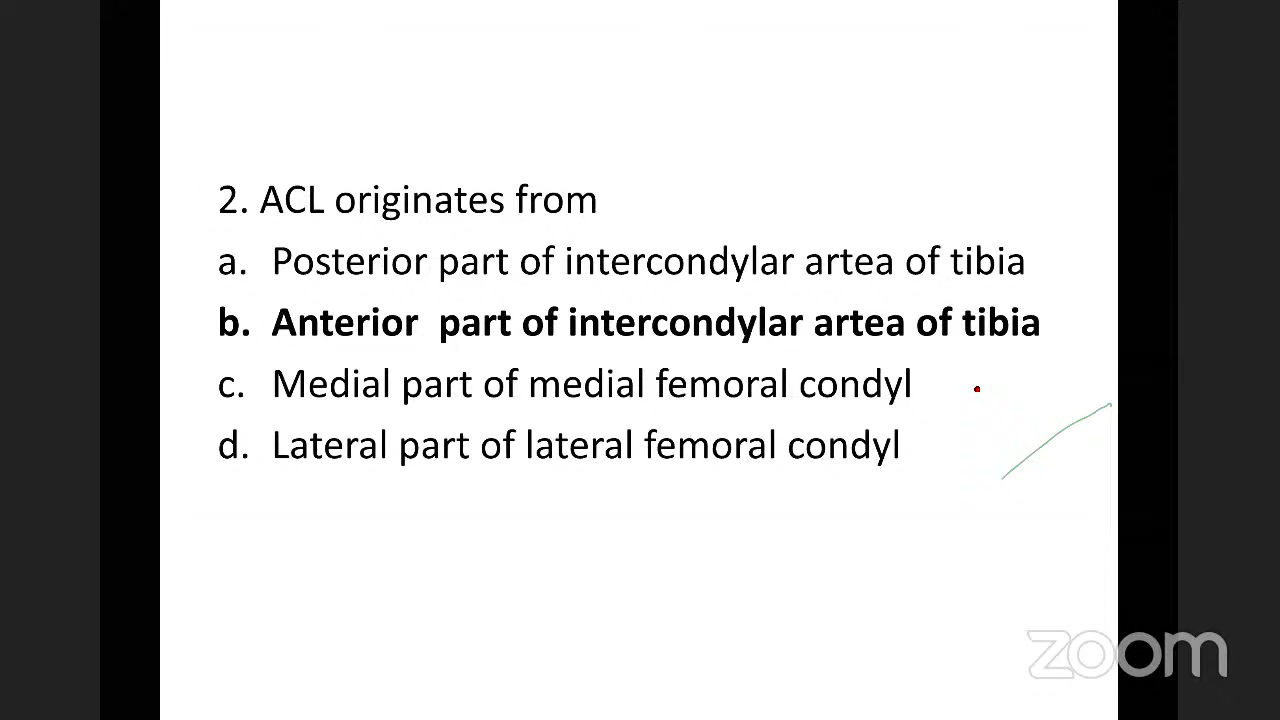 2. ACL originates from
a. Posterior part of intercondylar artea of tibia
b. Anterior part of intercondylar artea of tibia
c. Medial part of medial femoral condyl
d. Lateral part of lateral femoral condyl
zoom